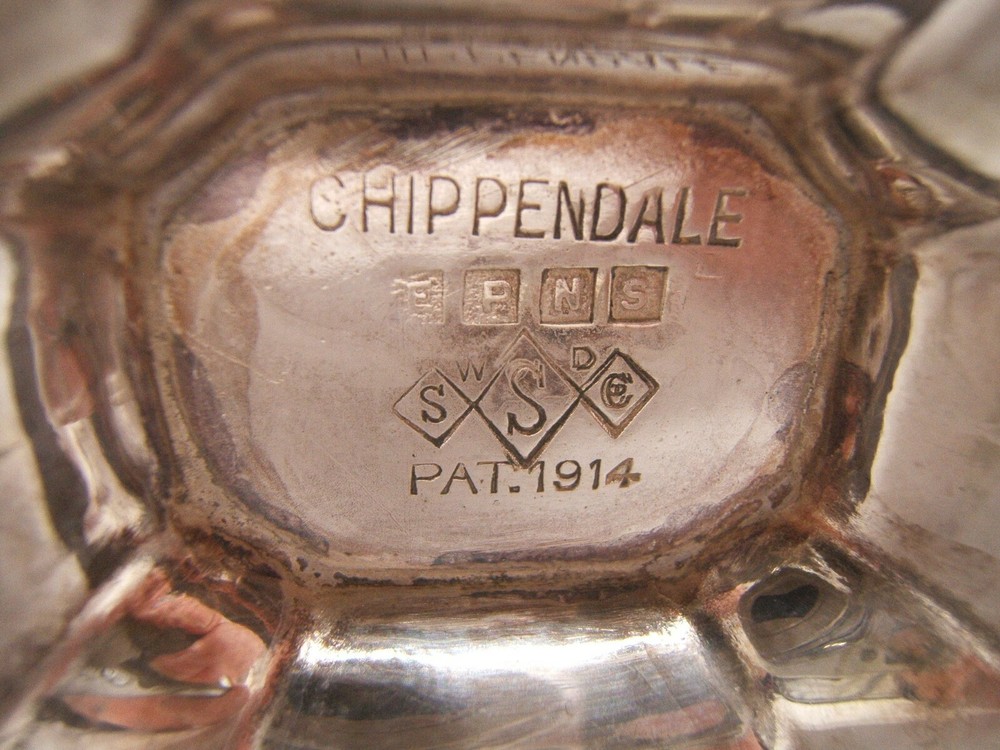 CHIPPENDALE
E P N S
W D
S S
PAT. 1914